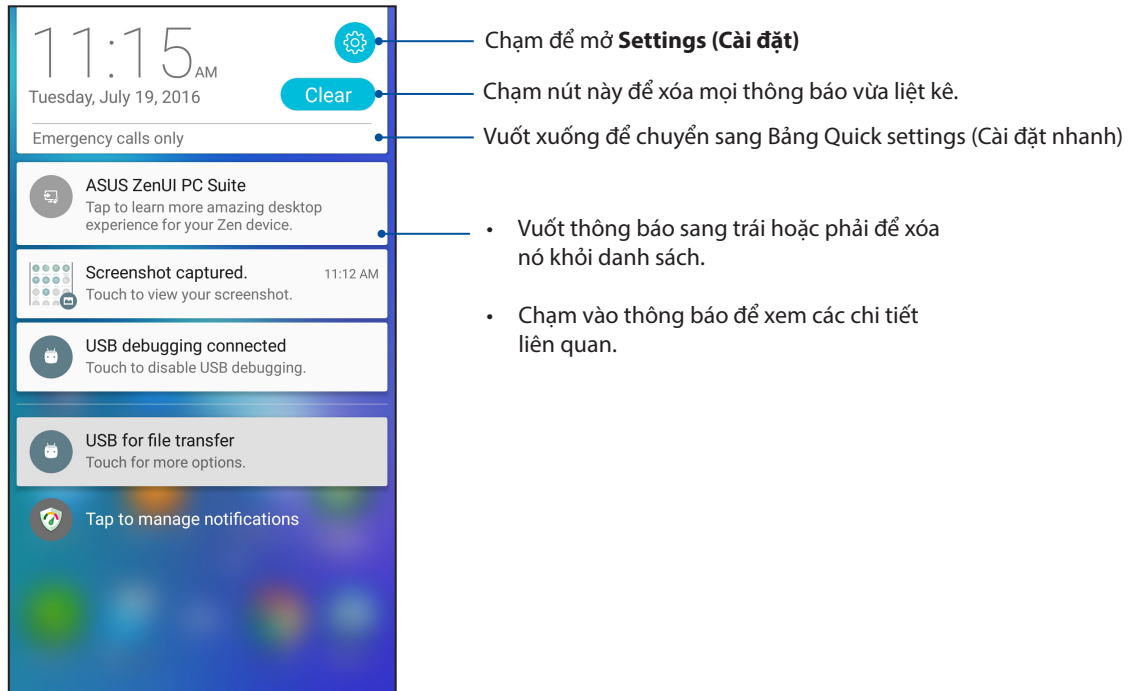 11:15 AM
Tuesday, July 19, 2016
Clear
Emergency calls only
ASUS ZenUI PC Suite
Tap to learn more amazing desktop
experience for your Zen device.
Screenshot captured.
11:12 AM
Touch to view your screenshot.
USB debugging connected
Touch to disable USB debugging.
USB for file transfer
Touch for more options.
Tap to manage notifications
Chạm để mở Settings (Cài đặt)
Chạm nút này để xóa mọi thông báo vừa liệt kê.
Vuốt xuống để chuyển sang Bảng Quick settings (Cài đặt nhanh)
• Vuốt thông báo sang trái hoặc phải để xóa
nó khỏi danh sách.
• Chạm vào thông báo để xem các chi tiết
liên quan.